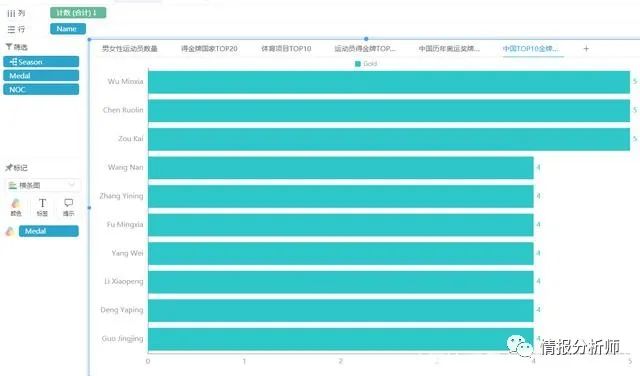 列 计数 (合计)
行 Name
筛选
Season
Medal
NOC
标记
横条图
颜色 标签 提示
Medal
男女性运动员数量 得金牌国家TOP20 体育项目TOP10 运动员得金牌TOP... 中国历年奥运奖牌... 中国TOP10金牌... +
Gold
Wu Minxia 5
Chen Ruolin 5
Zou Kai 5
Wang Nan 4
Zhang Yining 4
Fu Mingxia 4
Yang Wei 4
Li Xiaopeng 4
Deng Yaping 4
Guo Jingjing 4
0 1 2 3 4 5
情报分析师